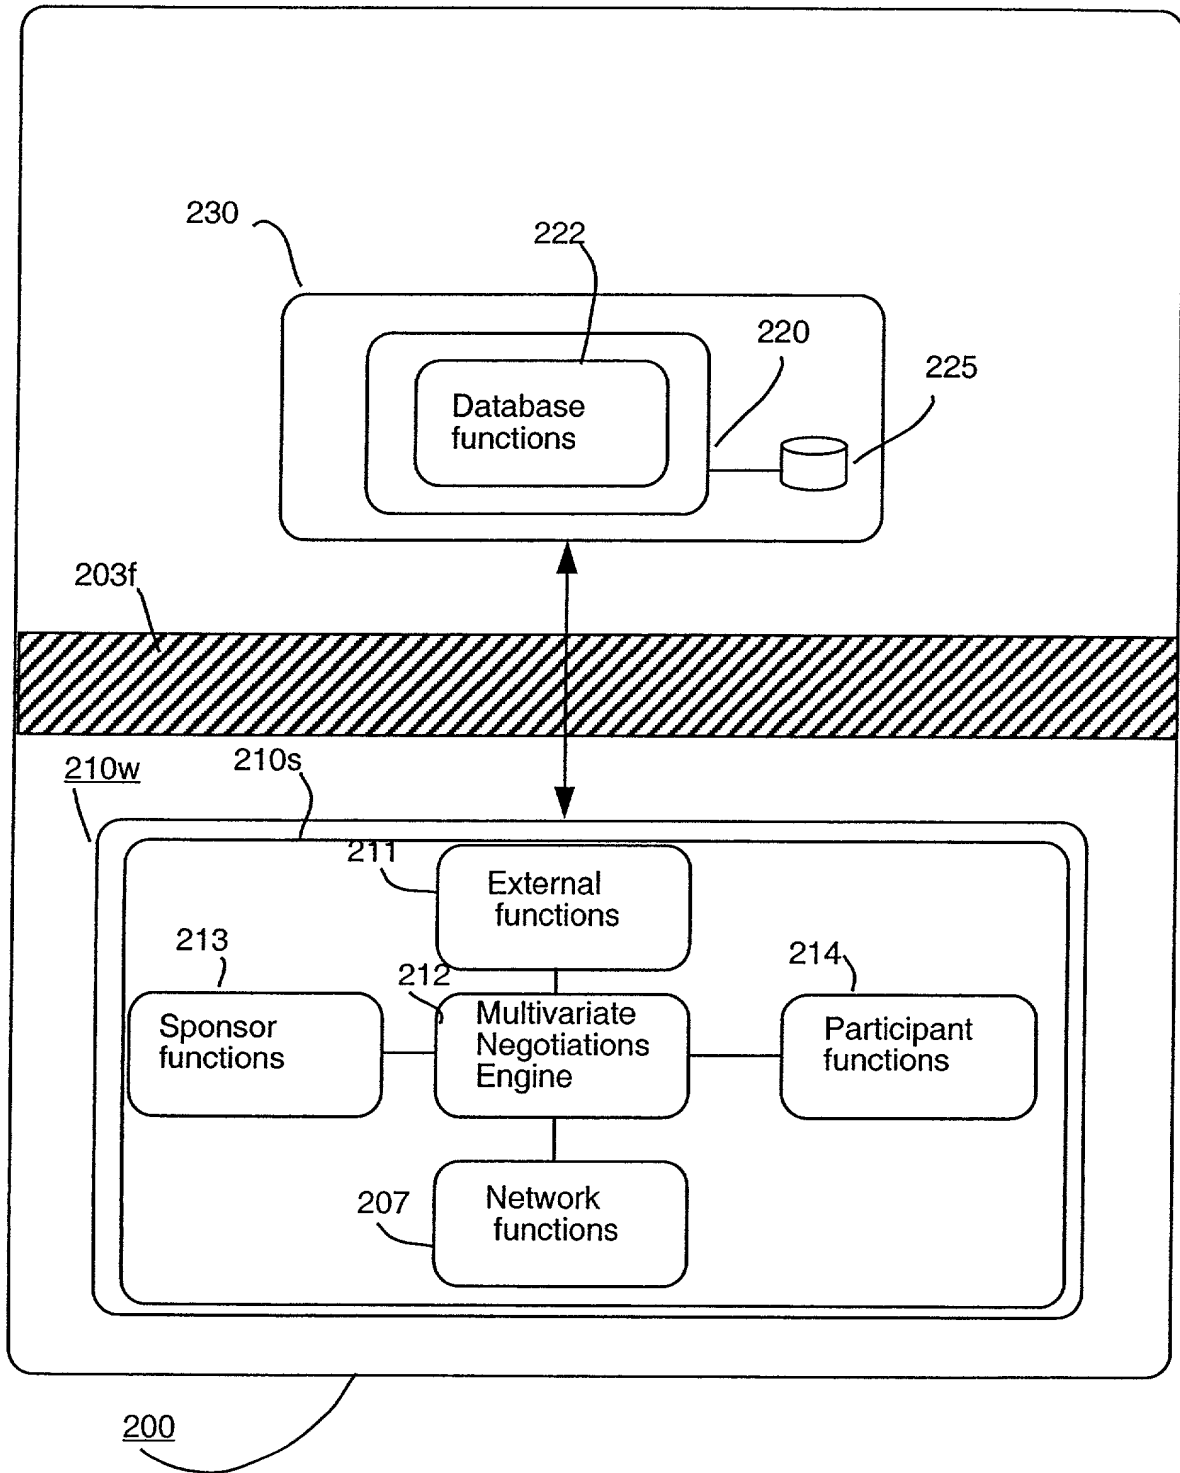 230
222
220
225
Database
functions
203f
210w
210s
211
External
functions
213
212
214
Sponsor
functions
Multivariate
Negotiations
Engine
Participant
functions
207
Network
functions
200